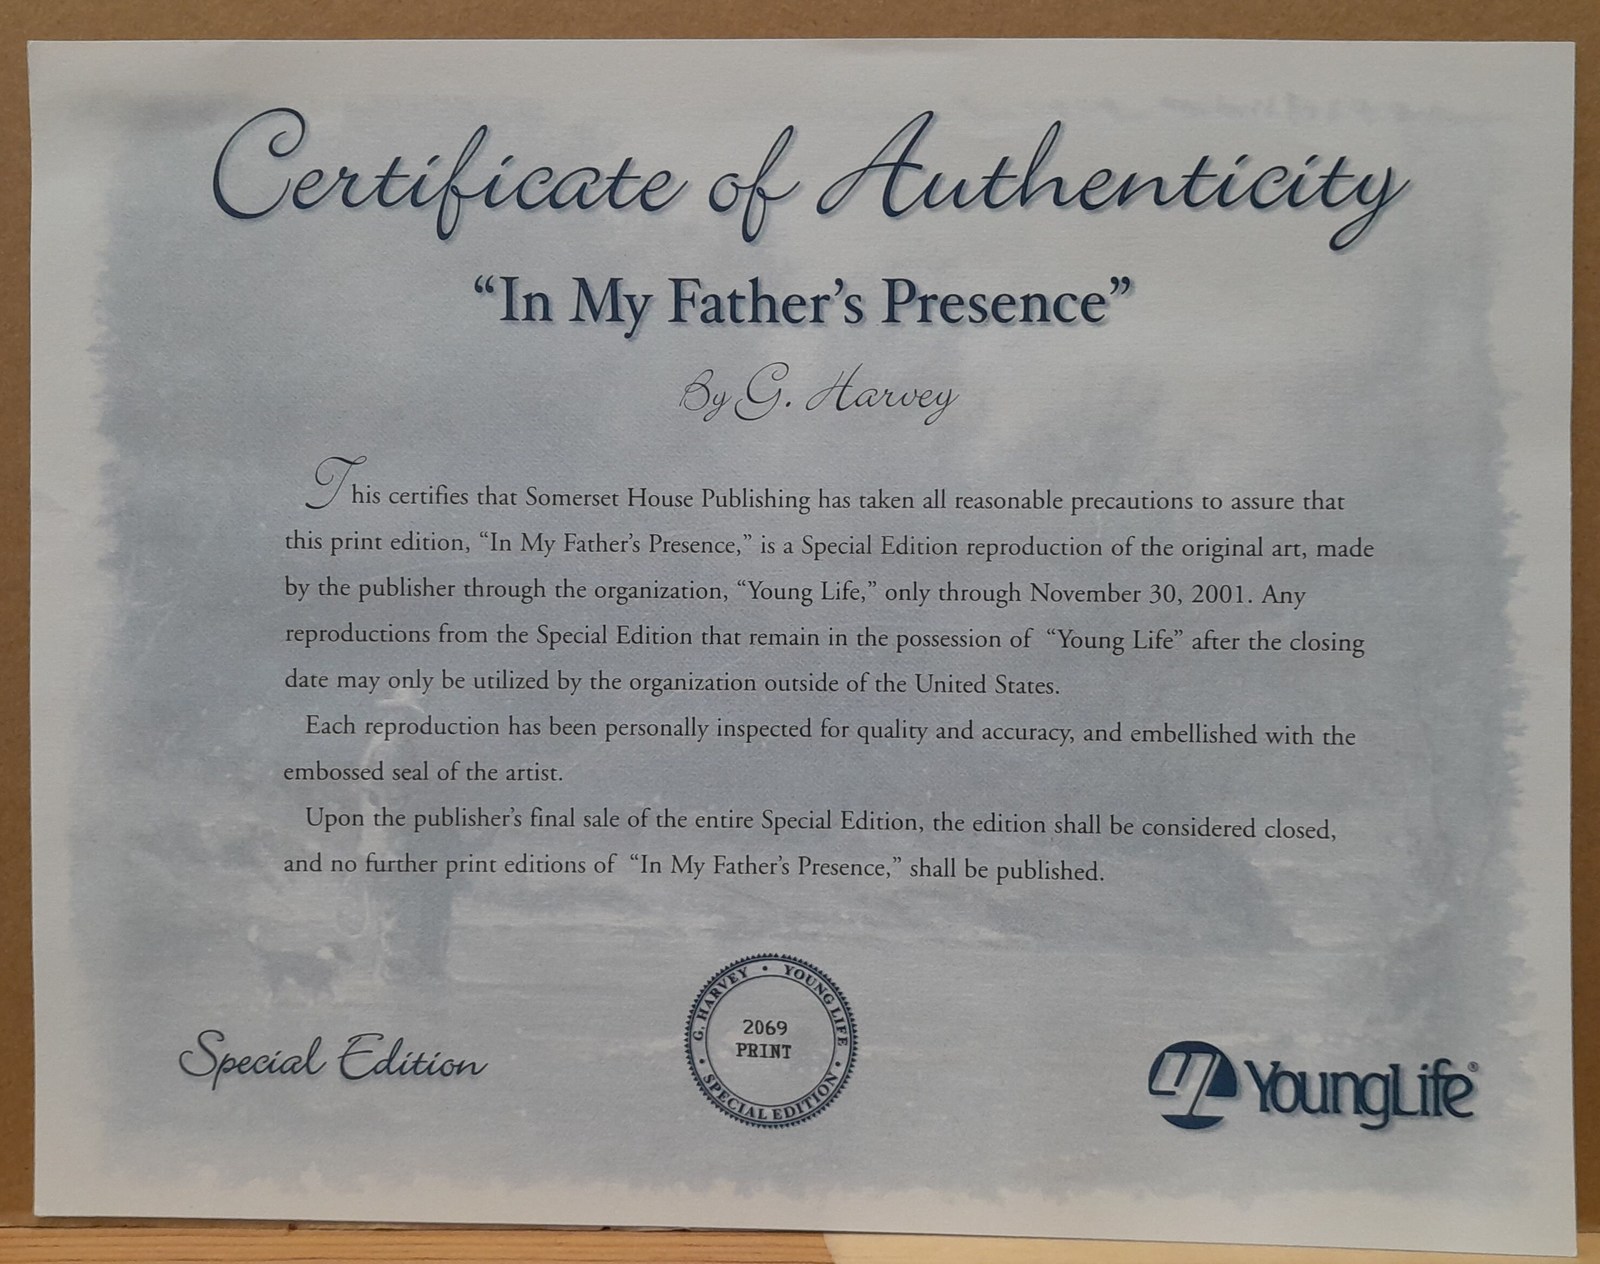 Certificate of Authenticity
“In My Father’s Presence”
By G. Harvey
This certifies that Somerset House Publishing has taken all reasonable precautions to assure that
this print edition, “In My Father’s Presence,” is a Special Edition reproduction of the original art, made
by the publisher through the organization, “Young Life,” only through November 30, 2001. Any
reproductions from the Special Edition that remain in the possession of “Young Life” after the closing
date may only be utilized by the organization outside of the United States.
Each reproduction has been personally inspected for quality and accuracy, and embellished with the
embossed seal of the artist.
Upon the publisher’s final sale of the entire Special Edition, the edition shall be considered closed,
and no further print editions of “In My Father’s Presence,” shall be published.
Special Edition
G. HARVEY • YOUNG LIFE • SPECIAL EDITION •
2069
PRINT
YoungLife®